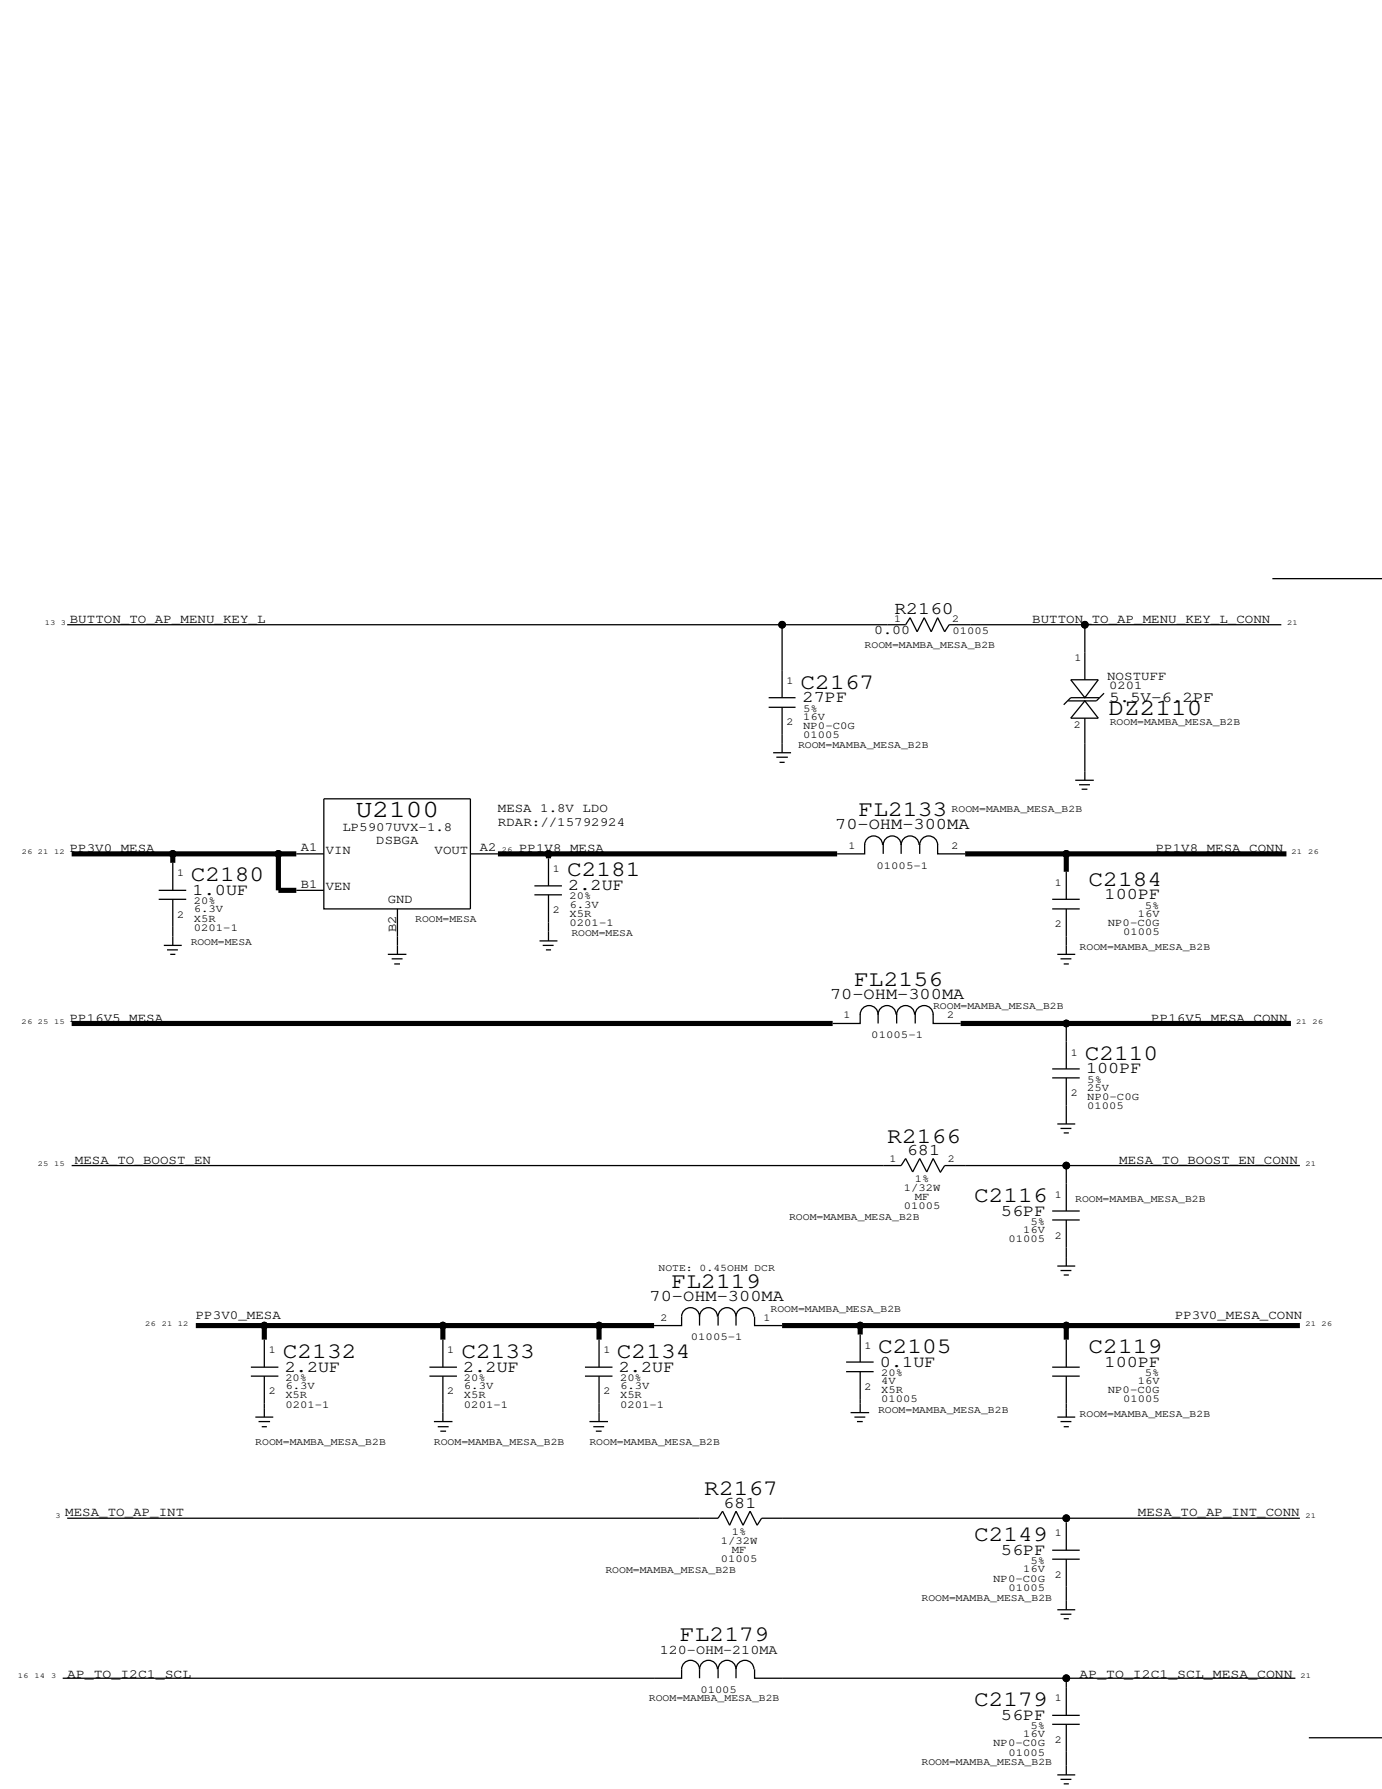 R2160
13 3 BUTTON_TO_AP_MENU_KEY_L
1 2
BUTTON_TO_AP_MENU_KEY_L_CONN 21
0.00 01005
ROOM=MAMBA_MESA_B2B
1
C2167
27PF
5%
16V
NP0-C0G
01005
2
ROOM=MAMBA_MESA_B2B
1
NOSTUFF
0201
5.5V-6.2PF
DZ2110
2
ROOM=MAMBA_MESA_B2B
U2100
LP5907UVX-1.8
DSBGA
MESA 1.8V LDO
RDAR://15792924
FL2133 ROOM=MAMBA_MESA_B2B
70-OHM-300MA
26 21 12 PP3V0_MESA
A1 VIN
VOUT A2
26 PP1V8_MESA
1 2
PP1V8_MESA_CONN 21 26
01005-1
B1 VEN
GND
B2
ROOM=MESA
1
C2180
1.0UF
20%
6.3V
X5R
0201-1
2
ROOM=MESA
1
C2181
2.2UF
20%
6.3V
X5R
0201-1
2
ROOM=MESA
1
C2184
100PF
5%
16V
NP0-C0G
01005
2
ROOM=MAMBA_MESA_B2B
FL2156
70-OHM-300MA
ROOM=MAMBA_MESA_B2B
26 25 15 PP16V5_MESA
1 2
PP16V5_MESA_CONN 21 26
01005-1
1
C2110
100PF
5%
25V
NP0-C0G
01005
2
R2166
681
25 15 MESA_TO_BOOST_EN
1 2
MESA_TO_BOOST_EN_CONN 21
1%
1/32W
MF
01005
ROOM=MAMBA_MESA_B2B
C2116
1
ROOM=MAMBA_MESA_B2B
56PF
5%
16V
01005
2
NOTE: 0.45OHM DCR
FL2119
70-OHM-300MA
ROOM=MAMBA_MESA_B2B
26 21 12 PP3V0_MESA
2 1
PP3V0_MESA_CONN 21 26
01005-1
1
C2132
2.2UF
20%
6.3V
X5R
0201-1
2
ROOM=MAMBA_MESA_B2B
1
C2133
2.2UF
20%
6.3V
X5R
0201-1
2
ROOM=MAMBA_MESA_B2B
1
C2134
2.2UF
20%
6.3V
X5R
0201-1
2
ROOM=MAMBA_MESA_B2B
1
C2105
0.1UF
20%
4V
X5R
01005
2
ROOM=MAMBA_MESA_B2B
1
C2119
100PF
5%
16V
NP0-C0G
01005
2
ROOM=MAMBA_MESA_B2B
R2167
681
3 MESA_TO_AP_INT
MESA_TO_AP_INT_CONN 21
1%
1/32W
MF
01005
ROOM=MAMBA_MESA_B2B
C2149
1
56PF
5%
16V
NP0-C0G
01005
2
ROOM=MAMBA_MESA_B2B
FL2179
120-OHM-210MA
16 14 3 AP_TO_I2C1_SCL
AP_TO_I2C1_SCL_MESA_CONN 21
01005
ROOM=MAMBA_MESA_B2B
C2179
1
56PF
5%
16V
NP0-C0G
01005
2
ROOM=MAMBA_MESA_B2B